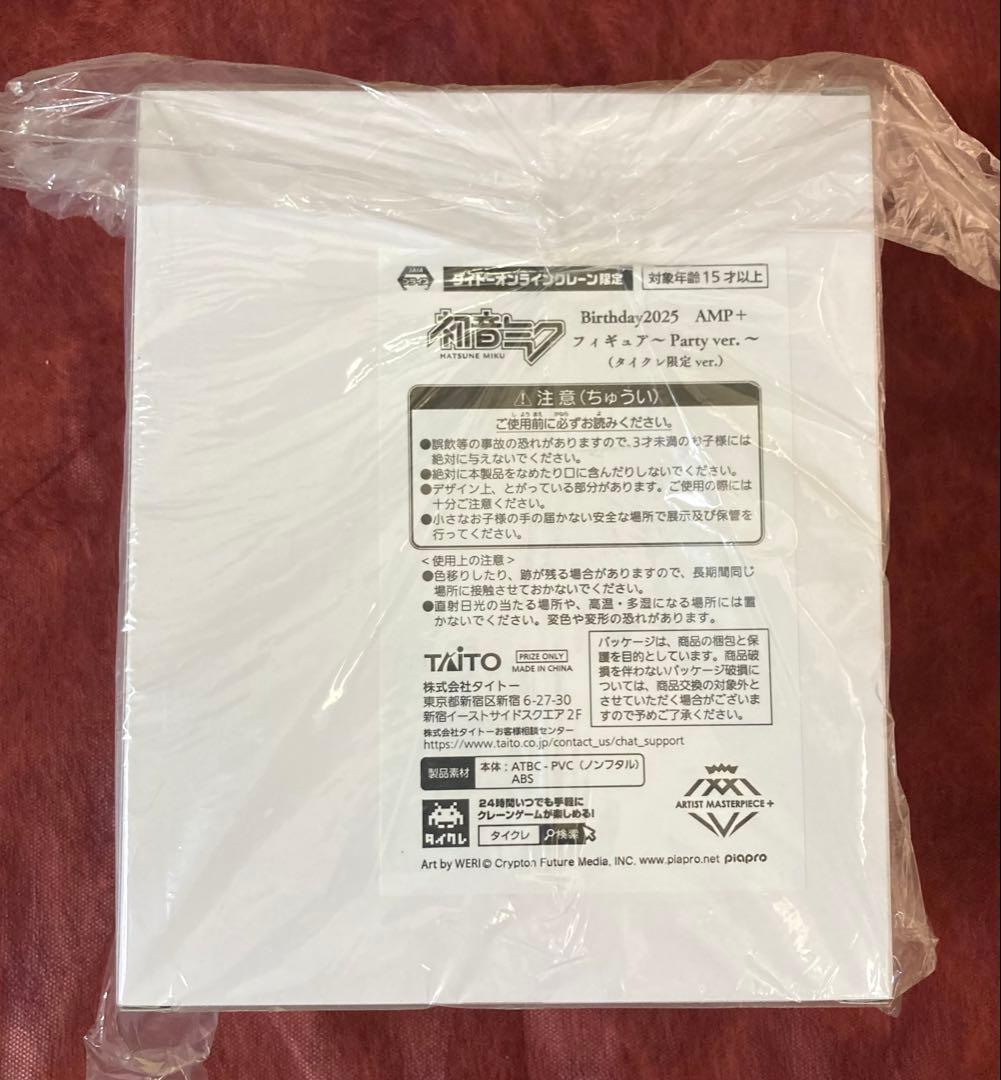 JAIA
プライズ
タイトーオンラインクレーン限定
対象年齢15才以上
初音ミク
HATSUNE MIKU
Birthday2025 AMP+
フィギュア～Party ver.～
(タイクレ限定 ver.)
⚠注意(ちゅうい)
ご使用前に必ずお読みください。
●誤飲等の事故の恐れがありますので、3才未満のお子様には
絶対に与えないでください。
●絶対に本製品をなめたり口に含んだりしないでください。
●デザイン上、とがっている部分があります。ご使用の際には
十分ご注意ください。
●小さなお子様の手の届かない安全な場所で展示及び保管を
行ってください。
<使用上の注意>
●色移りしたり、跡が残る場合がありますので、長期間同じ
場所に接触させておかないでください。
●直射日光の当たる場所や、高温・多湿になる場所には置
かないでください。変色や変形の恐れがあります。
TAITO
PRIZE ONLY
MADE IN CHINA
株式会社タイトー
東京都新宿区新宿 6-27-30
新宿イーストサイドスクエア 2F
株式会社タイトーお客様相談センター
https://www.taito.co.jp/contact_us/chat_support
パッケージは、商品の梱包と保
護を目的としています。商品破
損を伴わないパッケージ破損に
ついては、商品交換の対象外と
させていただく場合がございま
すので予めご了承ください。
製品素材
本体：ATBC-PVC（ノンフタル）
ABS
タイクレ
24時間いつでも手軽に
クレーンゲームが楽しめる!
タイクレ 検索
ARTIST MASTERPIECE+
Art by WERI © Crypton Future Media, INC. www.piapro.net piapro